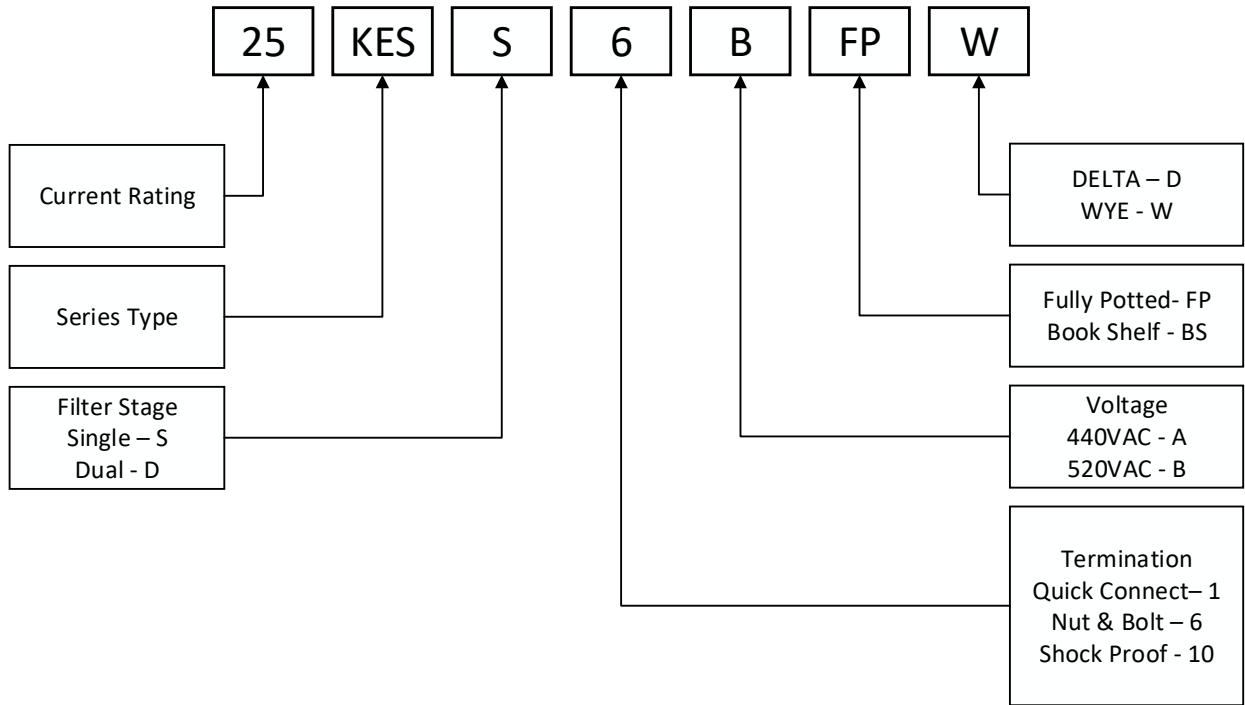 25 KES S 6 B FP W
Current Rating
Series Type
Filter Stage
Single – S
Dual - D
DELTA – D
WYE - W
Fully Potted- FP
Book Shelf - BS
Voltage
440VAC - A
520VAC - B
Termination
Quick Connect– 1
Nut & Bolt – 6
Shock Proof - 10